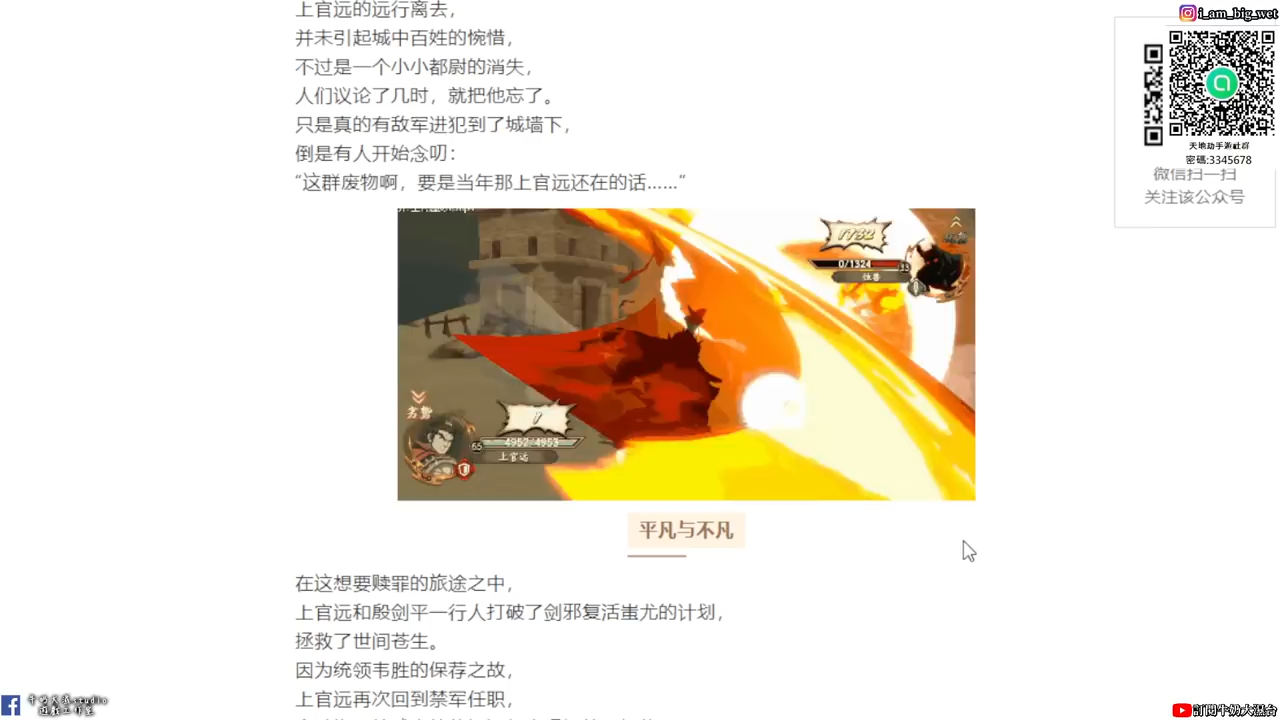 上官远的远行离去，
并未引起城中百姓的惋惜，
不过是一个小小都尉的消失，
人们议论了几时，就把他忘了。
只是真的有敌军进犯到了城墙下，
倒是有人开始念叨：
“这群废物啊，要是当年那上官远还在的话……”
i_am_big_wet
天地劫手游社群
密碼:3345678
微信扫一扫
关注该公众号
1732
0/1324
33
4952/4953
65
上官远
平凡与不凡
在这想要赎罪的旅途之中，
上官远和殷剑平一行人打破了剑邪复活蚩尤的计划，
拯救了世间苍生。
因为统领韦胜的保荐之故，
上官远再次回到禁军任职，